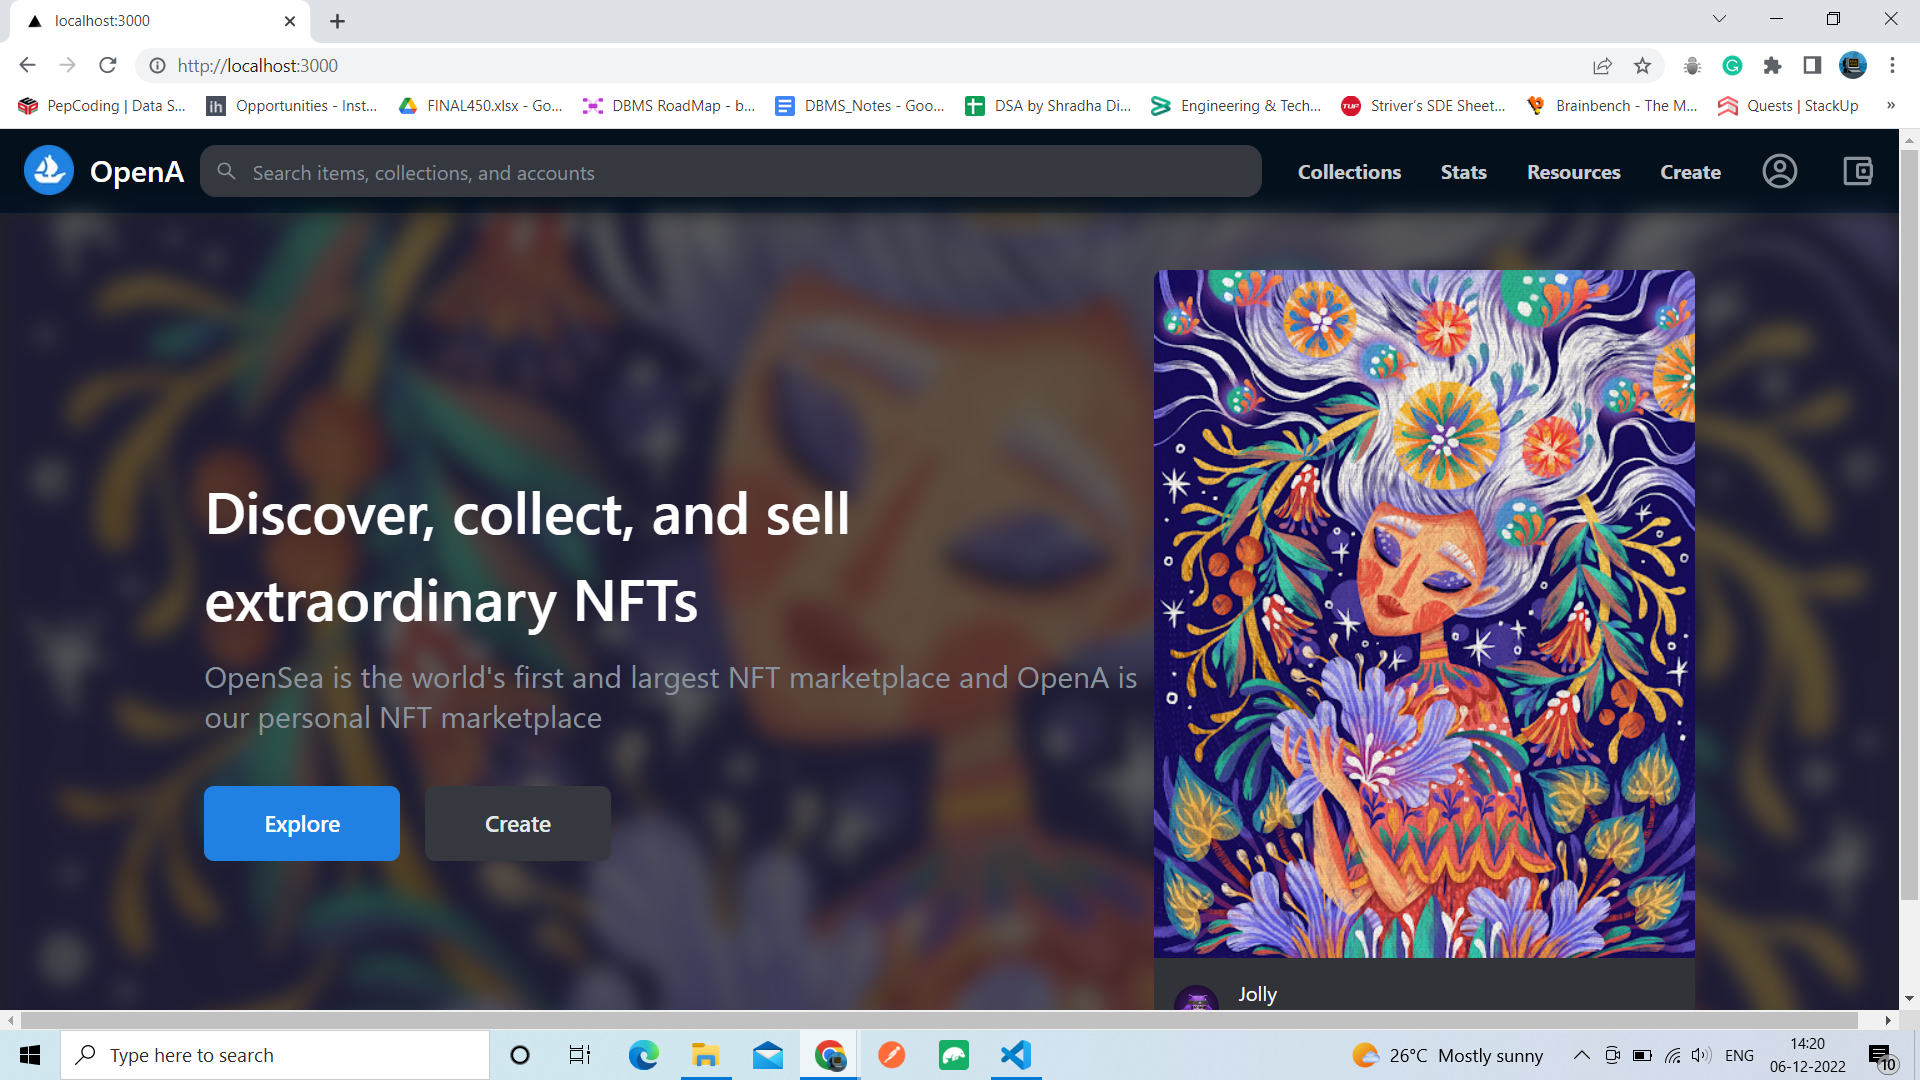 localhost:3000
http://localhost:3000
PepCoding | Data S...
ih
Opportunities - Inst...
FINAL450.xlsx - Go...
DBMS RoadMap - b...
DBMS_Notes - Goo...
DSA by Shradha Di...
Engineering & Tech...
TUF
Striver's SDE Sheet...
Brainbench - The M...
Quests | StackUp
»
OpenA
Search items, collections, and accounts
Collections
Stats
Resources
Create
Discover, collect, and sell
extraordinary NFTs
OpenSea is the world's first and largest NFT marketplace and OpenA is
our personal NFT marketplace
Explore
Create
Jolly
Type here to search
26°C Mostly sunny
ENG
14:20
06-12-2022
10